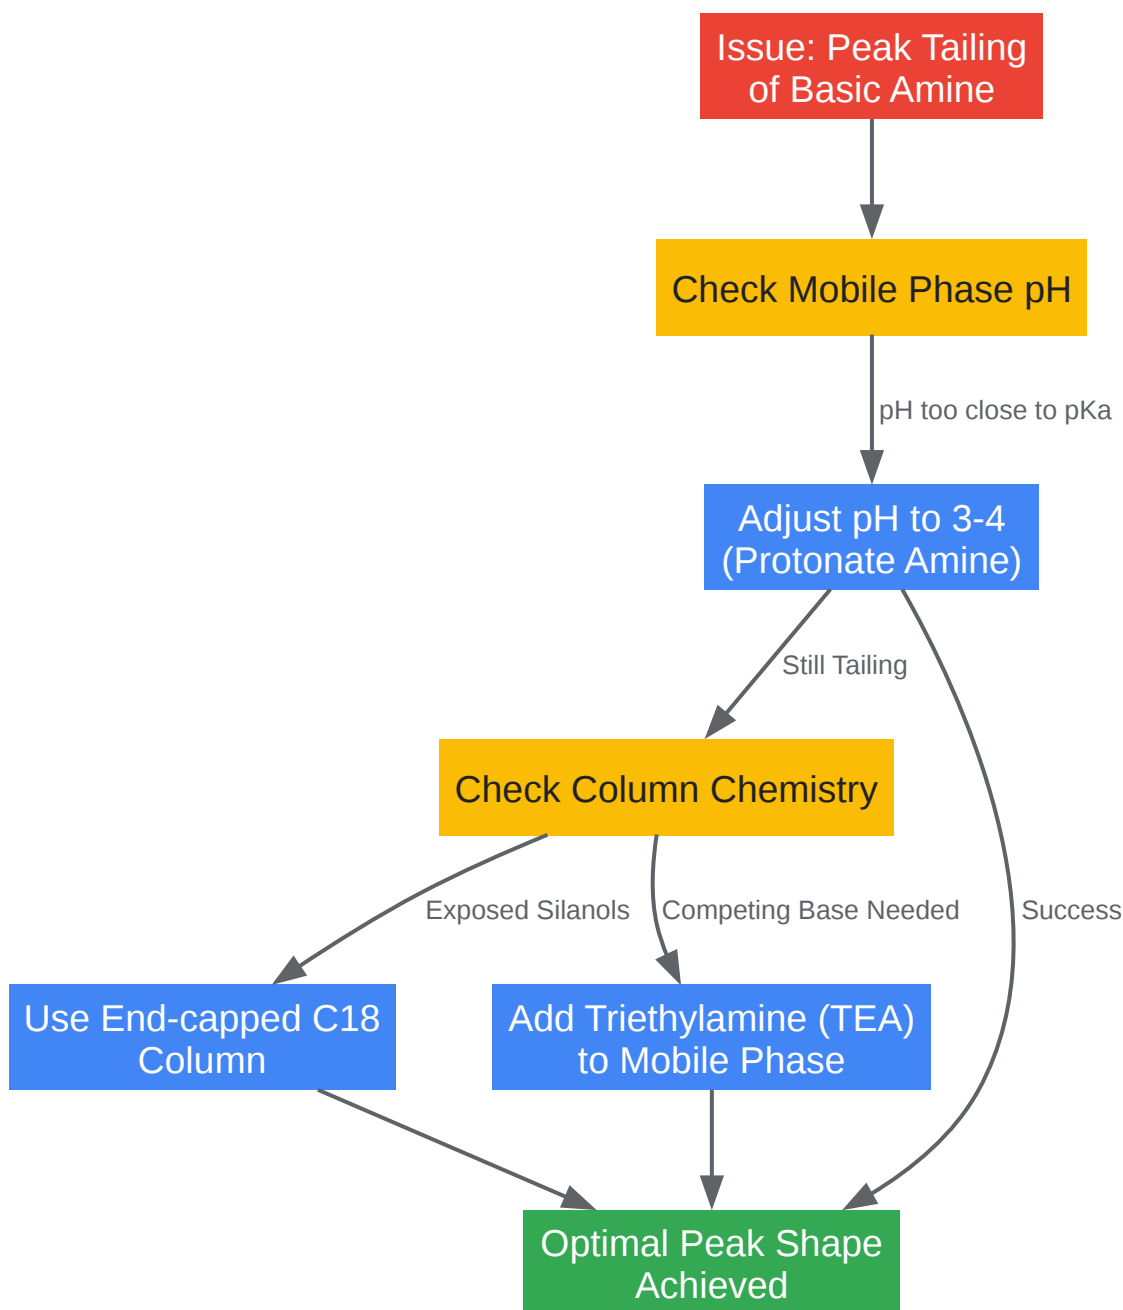 Issue: Peak Tailing
of Basic Amine
Check Mobile Phase pH
pH too close to pKa
Adjust pH to 3-4
(Protonate Amine)
Still Tailing
Check Column Chemistry
Exposed Silanols
Competing Base Needed
Success
Use End-capped C18
Column
Add Triethylamine (TEA)
to Mobile Phase
Optimal Peak Shape
Achieved